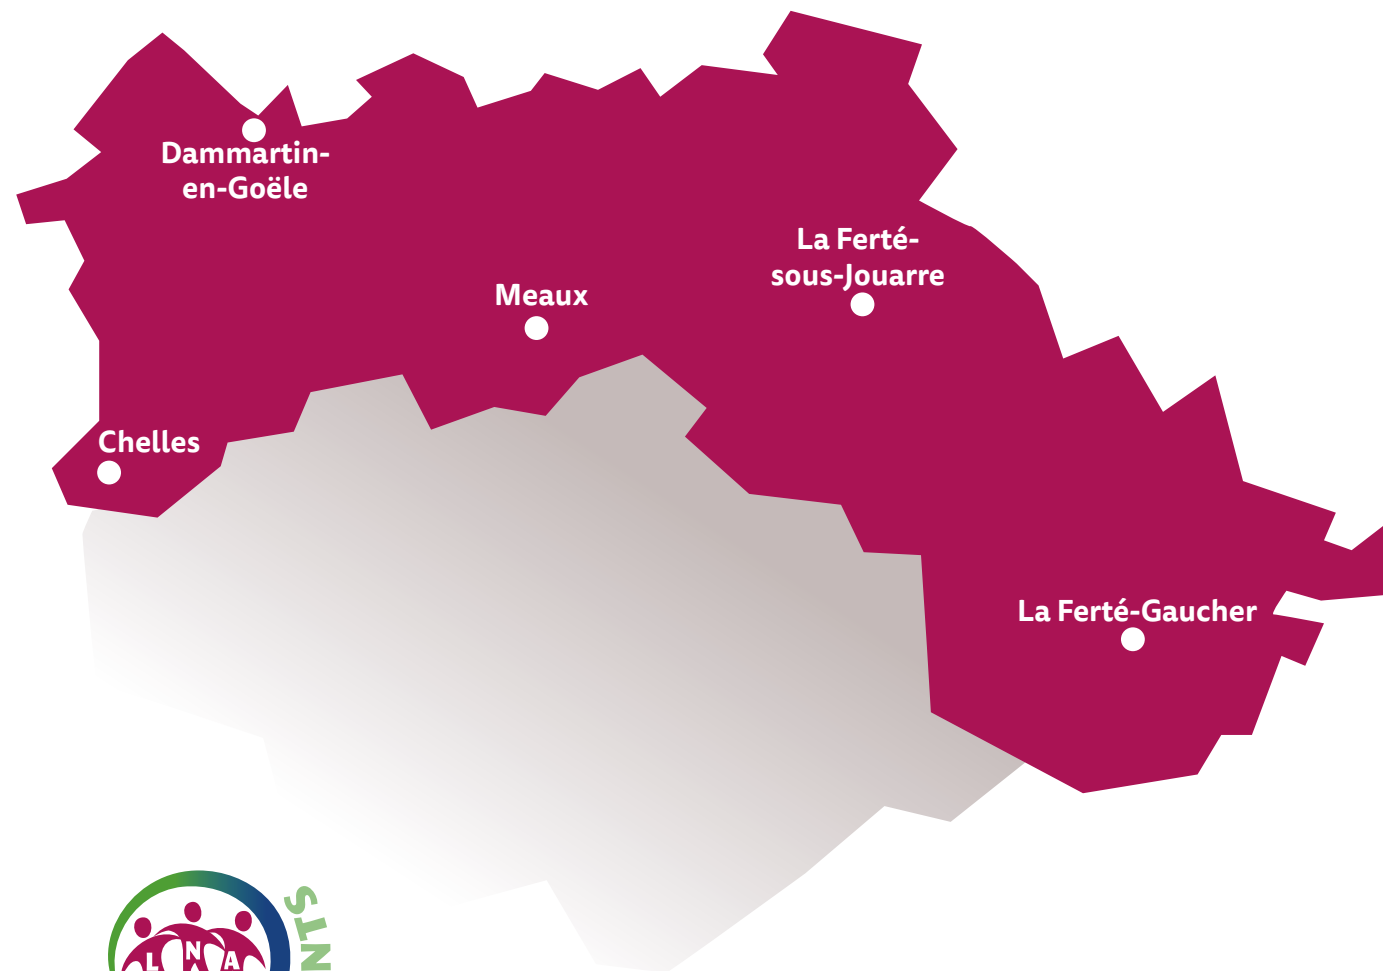 Dammartin-
en-Goële
La Ferté-
sous-Jouarre
Meaux
Chelles
La Ferté-Gaucher
L N A